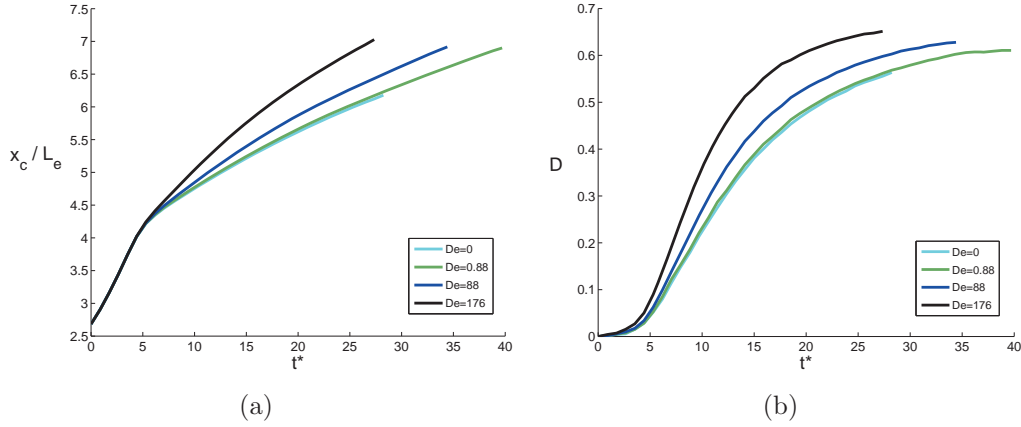 7.5
7
6.5
6
5.5
5
4.5
4
3.5
3
2.5
x_c / L_e
0 5 10 15 20 25 30 35 40
t*
De=0
De=0.88
De=88
De=176
(a)
0.7
0.6
0.5
0.4
0.3
0.2
0.1
0
D
0 5 10 15 20 25 30 35 40
t*
De=0
De=0.88
De=88
De=176
(b)